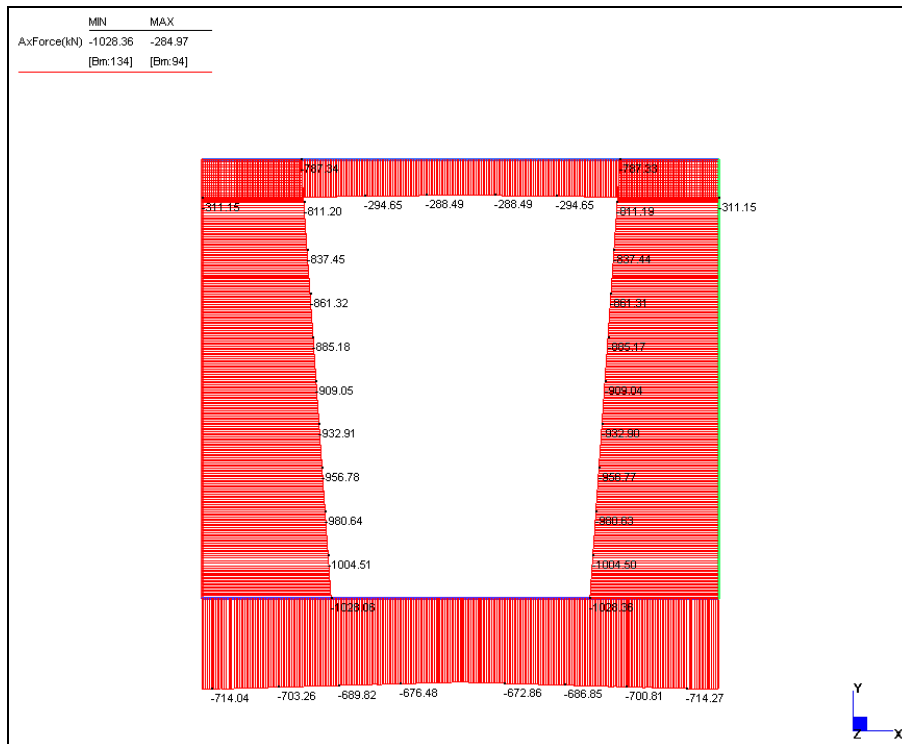 MIN MAX
AxForce(kN) -1028.36 -284.97
[Bm:134] [Bm:94]
-787.34 -787.33
-311.15 -811.20 -294.65 -288.49 -288.49 -294.65 -811.19 -311.15
-837.45 -837.44
-861.32 -861.31
-885.18 -885.17
-909.05 -909.04
-932.91 -932.90
-956.78 -956.77
-980.64 -980.63
-1004.51 -1004.50
-1028.06 -1028.36
-714.04 -703.26 -689.82 -676.48 -672.86 -686.85 -700.81 -714.27
Y
Z X